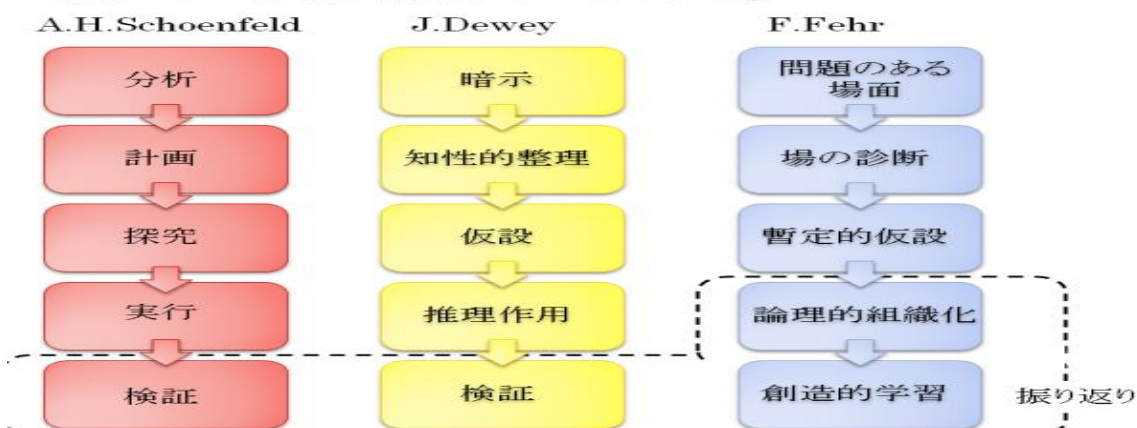 A.H.Schoenfeld
分析
計画
探究
実行
検証
J.Dewey
暗示
知性的整理
仮設
推理作用
検証
F.Fehr
問題のある
場面
場の診断
暫定的仮設
論理的組織化
創造的学習
振り返り